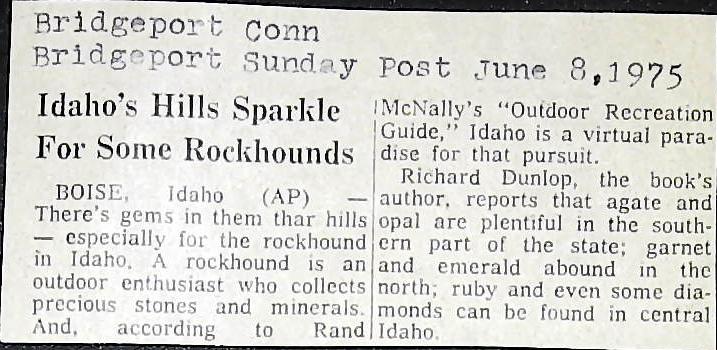 Bridgeport Conn
Bridgeport Sunday Post June 8,1975
Idaho's Hills Sparkle
For Some Rockhounds
BOISE, Idaho (AP) —
There's gems in them thar hills
— especially for the rockhound
in Idaho. A rockhound is an
outdoor enthusiast who collects
precious stones and minerals.
And, according to Rand
McNally's "Outdoor Recreation
Guide," Idaho is a virtual para-
dise for that pursuit.
Richard Dunlop, the book's
author, reports that agate and
opal are plentiful in the south-
ern part of the state; garnet
and emerald abound in the
north; ruby and even some dia-
monds can be found in central
Idaho.